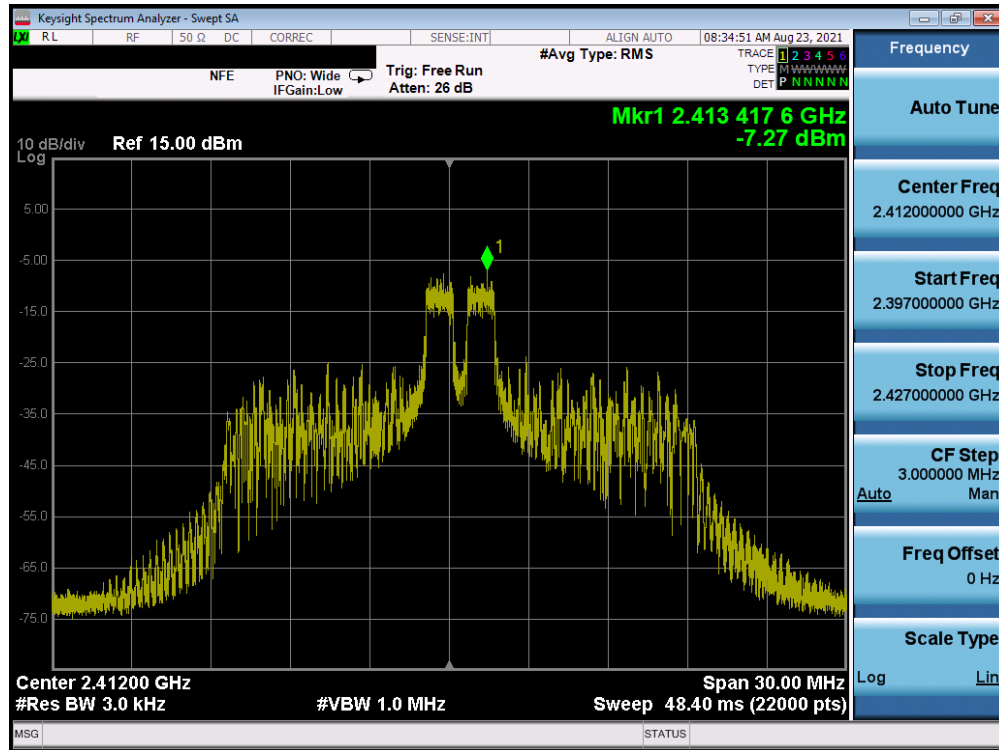 Keysight Spectrum Analyzer - Swept SA
LXI RL RF 50 Ω DC CORREC SENSE:INT ALIGN AUTO 08:34:51 AM Aug 23, 2021
NFE PNO: Wide Trig: Free Run #Avg Type: RMS TRACE 1 2 3 4 5 6
IFGain:Low Atten: 26 dB TYPE M WWWWW
DET P N N N N N
Mkr1 2.413 417 6 GHz
-7.27 dBm
10 dB/div Ref 15.00 dBm
Log
5.00
-5.00
-15.0
-25.0
-35.0
-45.0
-55.0
-65.0
-75.0
1
Center 2.41200 GHz Span 30.00 MHz
#Res BW 3.0 kHz #VBW 1.0 MHz Sweep 48.40 ms (22000 pts)
MSG STATUS
Frequency
Auto Tune
Center Freq
2.412000000 GHz
Start Freq
2.397000000 GHz
Stop Freq
2.427000000 GHz
CF Step
3.000000 MHz
Auto Man
Freq Offset
0 Hz
Scale Type
Log Lin